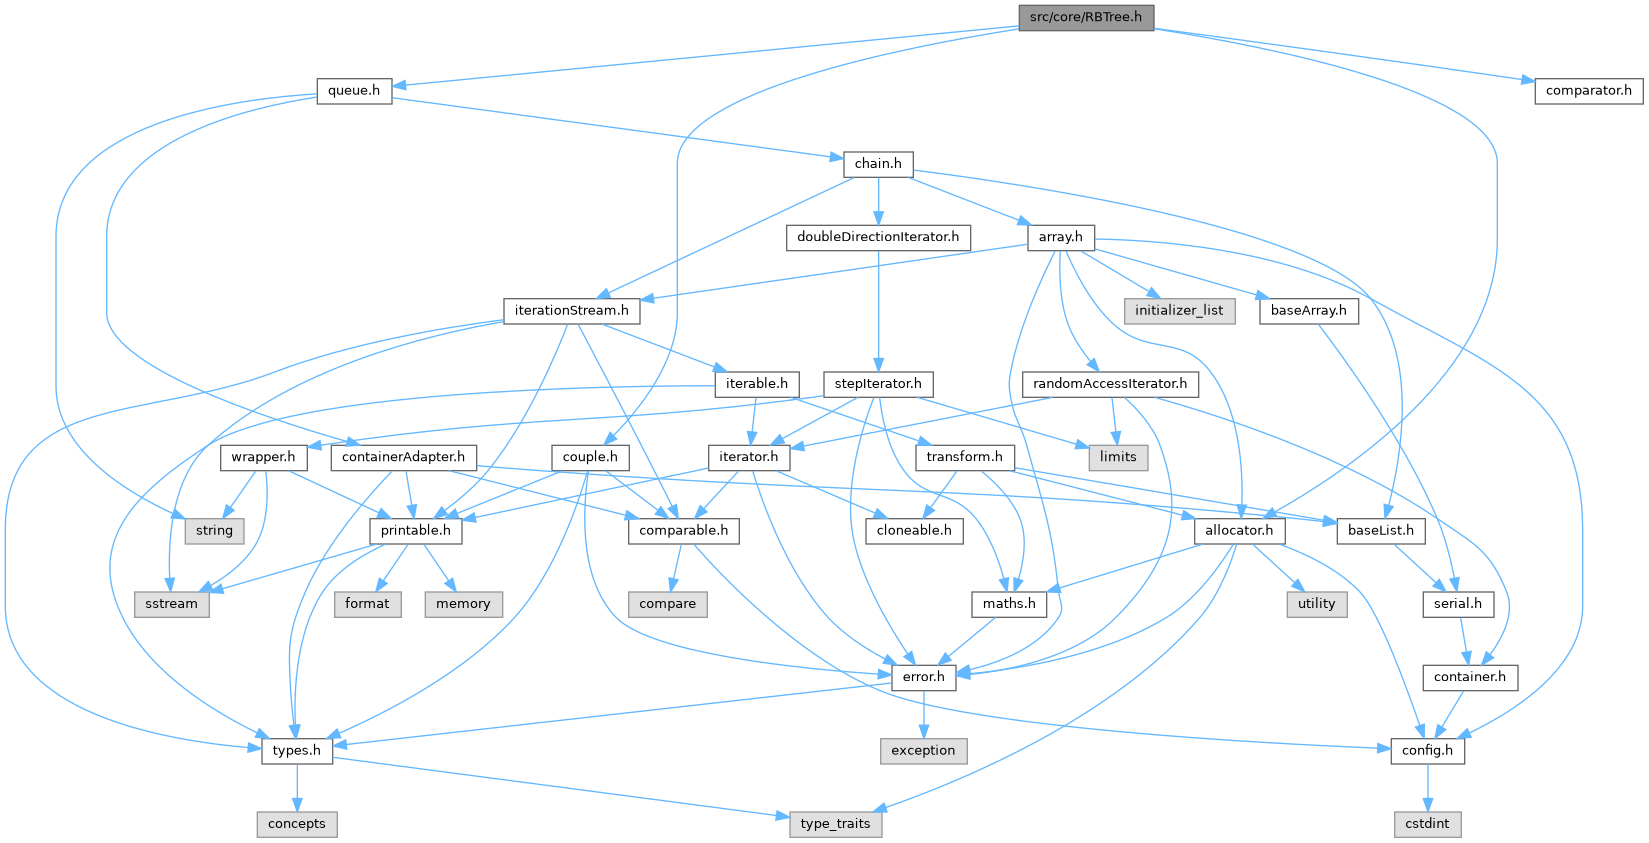 src/core/RBTree.h
queue.h
comparator.h
chain.h
doubleDirectionIterator.h
array.h
iterationStream.h
initializer_list
baseArray.h
iterable.h
stepIterator.h
randomAccessIterator.h
wrapper.h
containerAdapter.h
couple.h
iterator.h
transform.h
limits
string
printable.h
comparable.h
cloneable.h
allocator.h
baseList.h
sstream
format
memory
compare
maths.h
utility
serial.h
error.h
container.h
types.h
exception
config.h
concepts
type_traits
cstdint